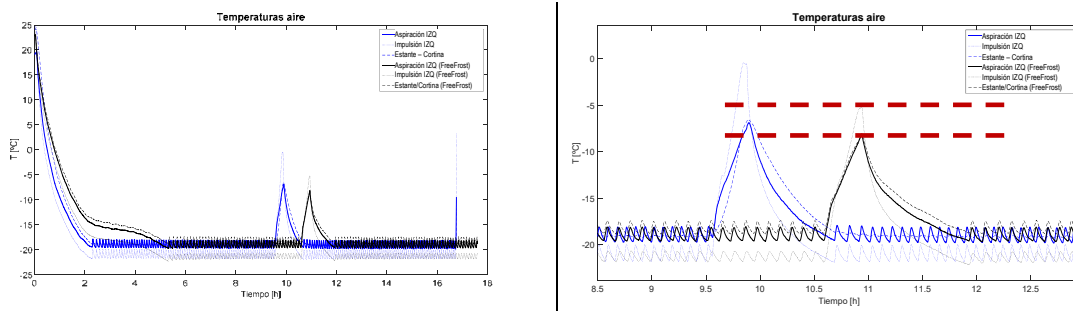 Temperaturas aire
T [ºC]
25
20
15
10
5
0
-5
-10
-15
-20
-25
0 2 4 6 8 10 12 14 16 18
Tiempo [h]
Aspiración IZQ
Impulsión IZQ
Estante – Cortina
Aspiración IZQ (FreeFrost)
Impulsión IZQ (FreeFrost)
Estante/Cortina (FreeFrost)
Temperaturas aire
T [ºC]
0
-5
-10
-15
-20
8.5 9 9.5 10 10.5 11 11.5 12 12.5
Tiempo [h]
Aspiración IZQ
Impulsión IZQ
Estante – Cortina
Aspiración IZQ (FreeFrost)
Impulsión IZQ (FreeFrost)
Estante/Cortina (FreeFrost)